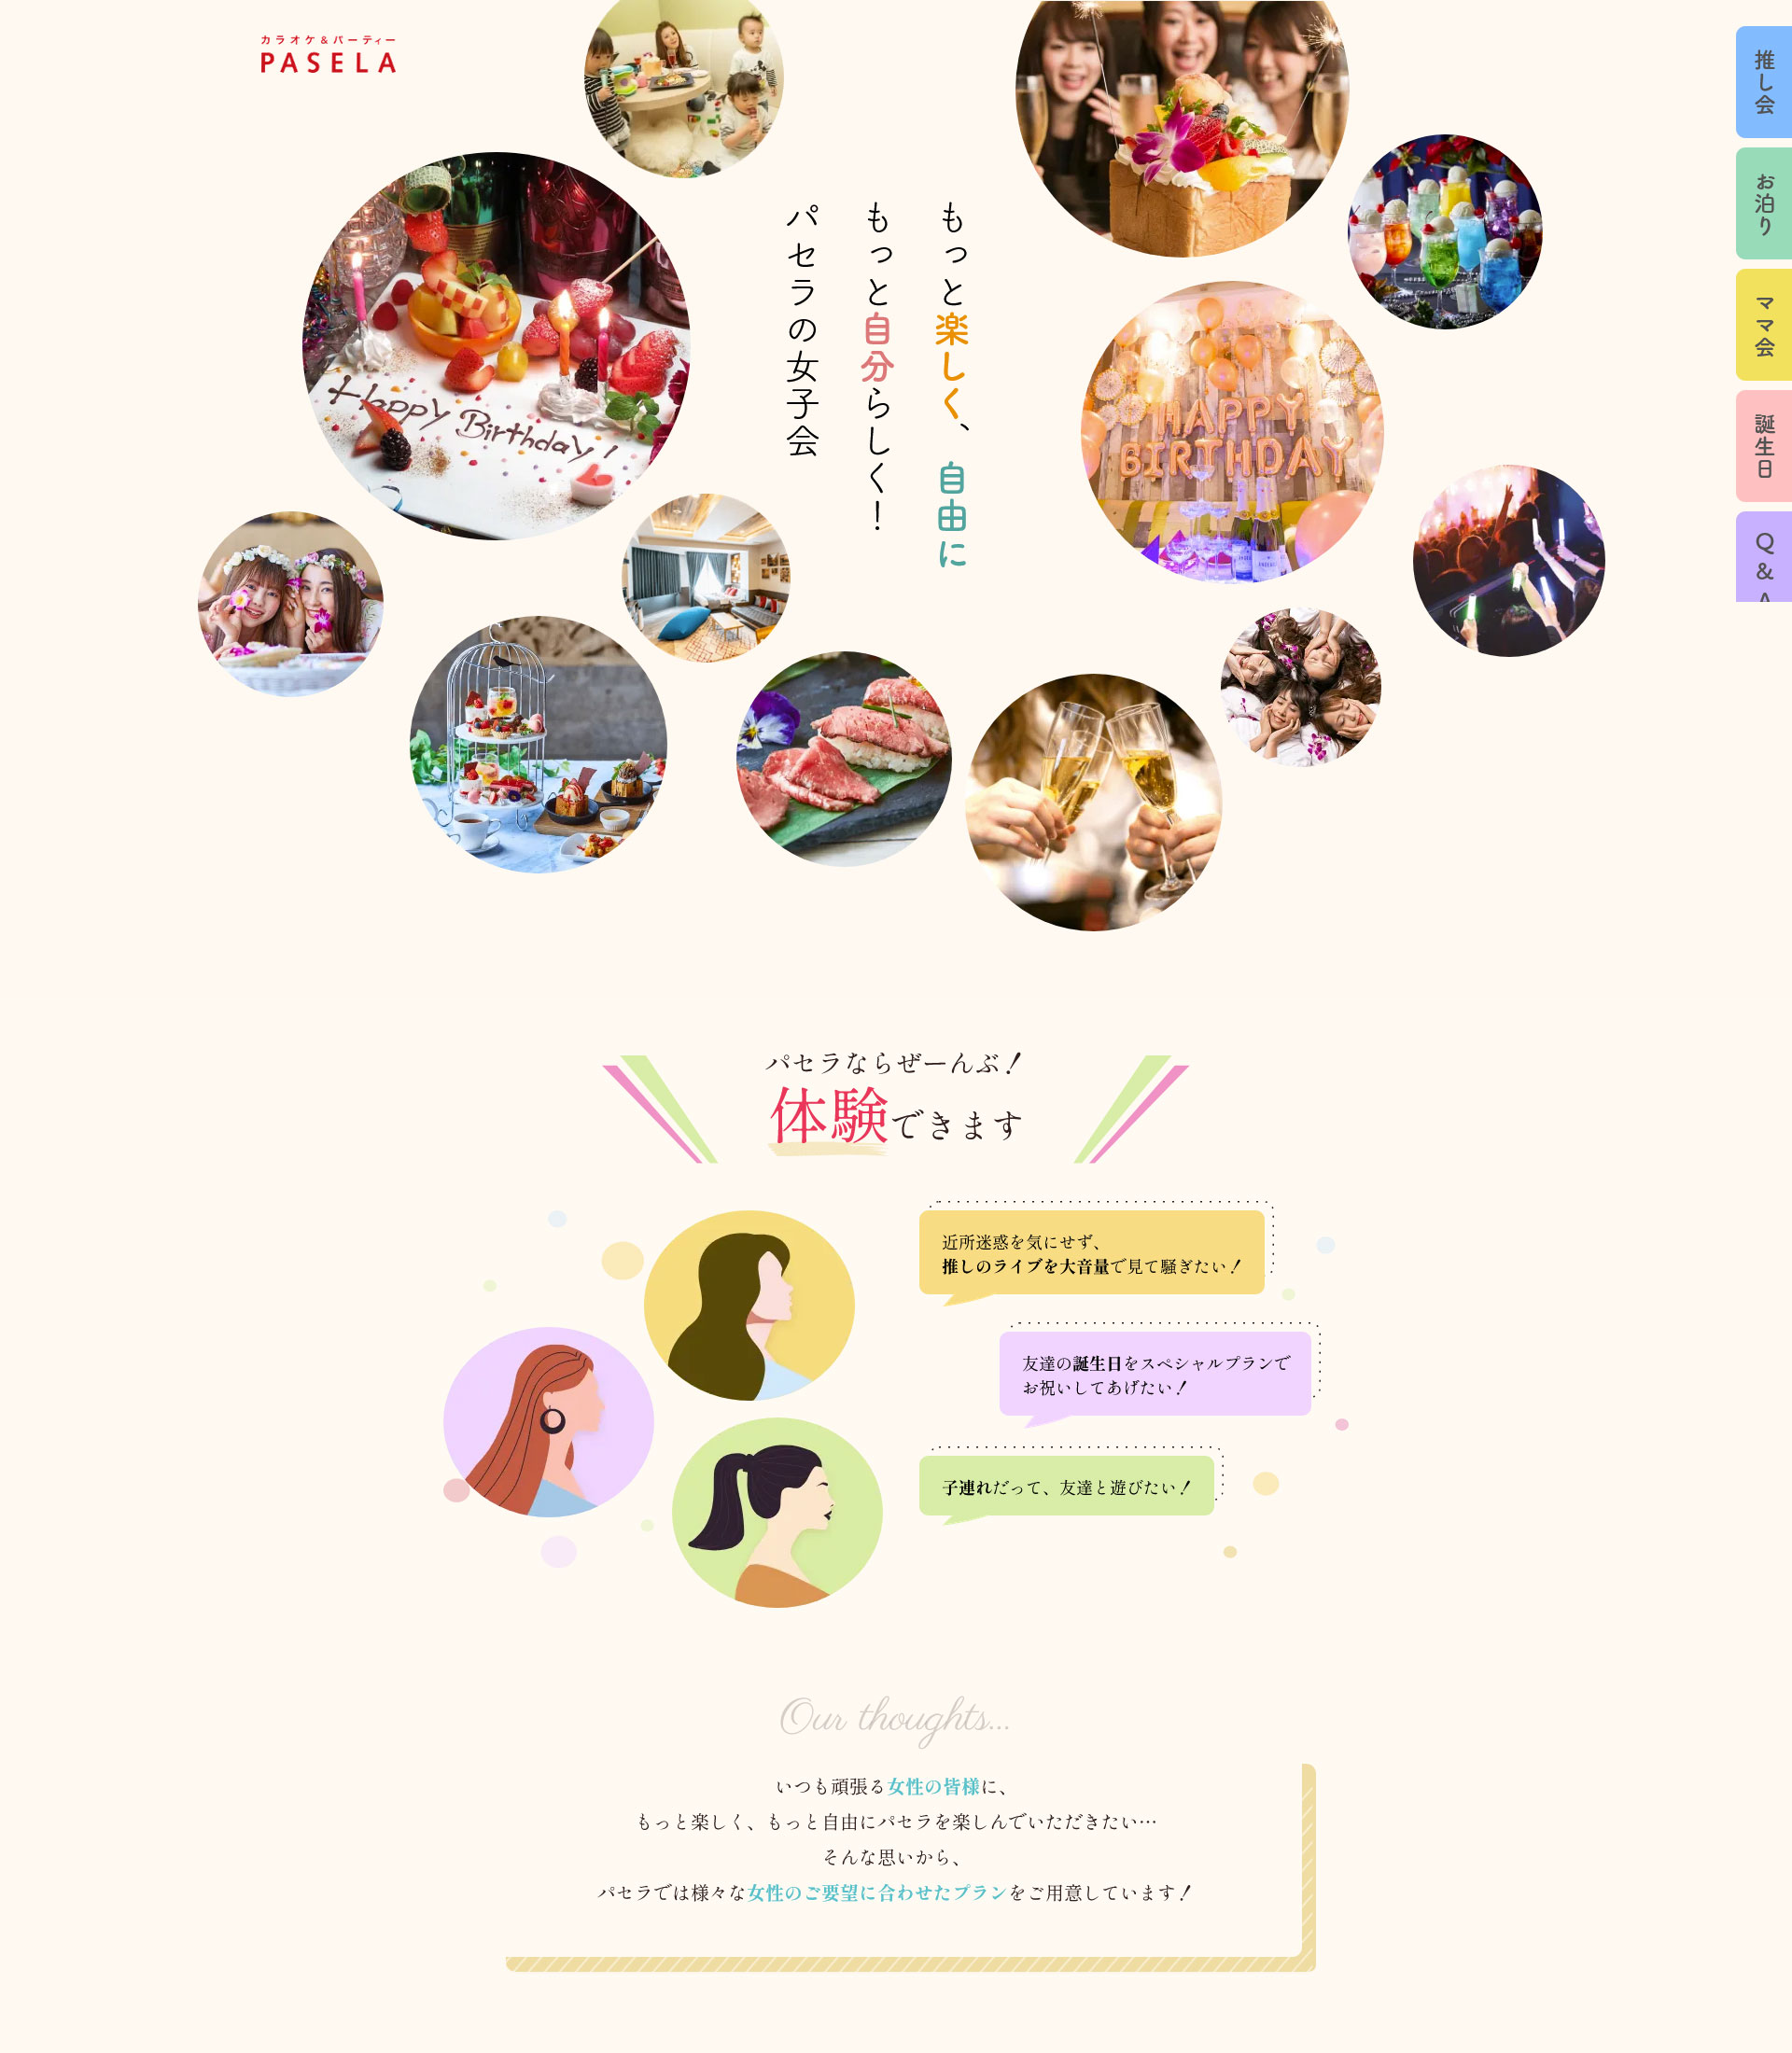 カラオケ&パーティー
PASELA
もっと楽しく、自由に
もっと自分らしく!
パセラの女子会
Happy Birthday!
HAPPY
BIRTHDAY
推し会
お泊り
ママ会
誕生日
Q&A
パセラならぜーんぶ!
体験できます
近所迷惑を気にせず、
推しのライブを大音量で見て騒ぎたい!
友達の誕生日をスペシャルプランで
お祝いしてあげたい!
子連れだって、友達と遊びたい!
Our thoughts...
いつも頑張る女性の皆様に、
もっと楽しく、もっと自由にパセラを楽しんでいただきたい…
そんな思いから、
パセラでは様々な女性のご要望に合わせたプランをご用意しています!